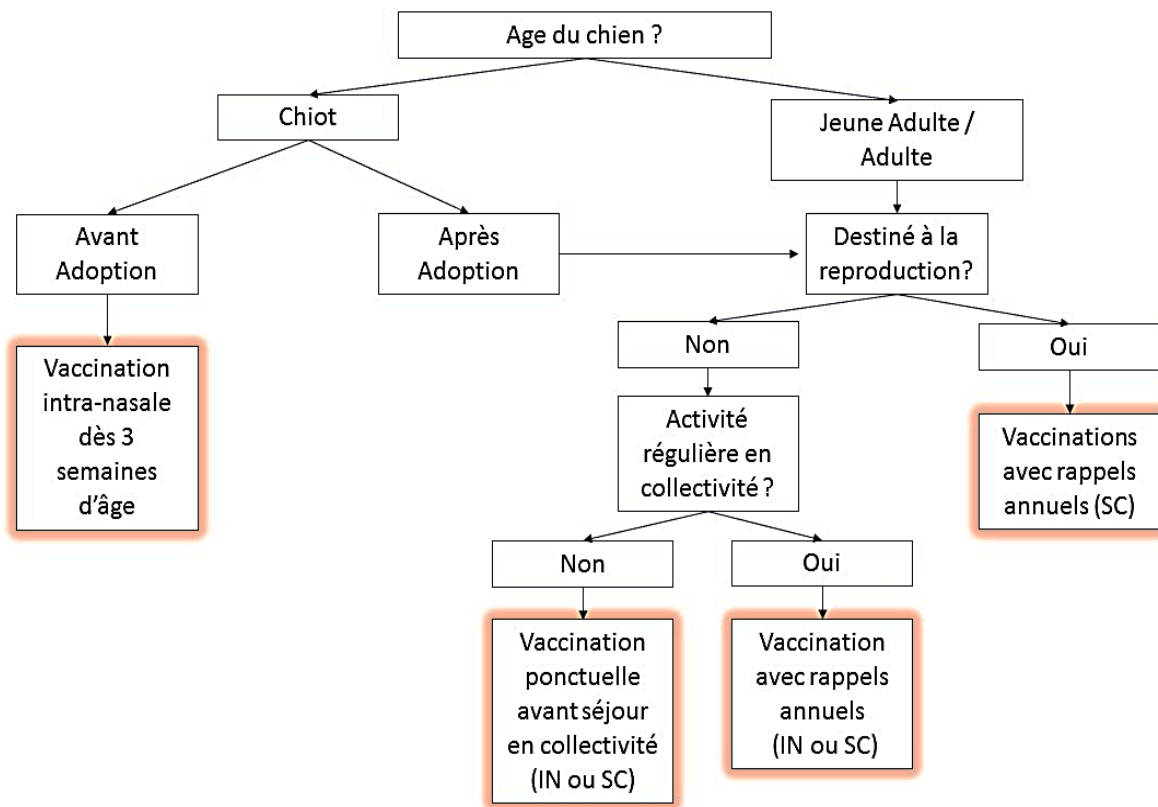 Age du chien ?
Chiot
Jeune Adulte /
Adulte
Avant
Adoption
Après
Adoption
Destiné à la
reproduction?
Vaccination
intra-nasale
dès 3
semaines
d'âge
Non
Oui
Activité
régulière en
collectivité ?
Vaccinations
avec rappels
annuels (SC)
Non
Oui
Vaccination
ponctuelle
avant séjour
en collectivité
(IN ou SC)
Vaccination
avec rappels
annuels
(IN ou SC)